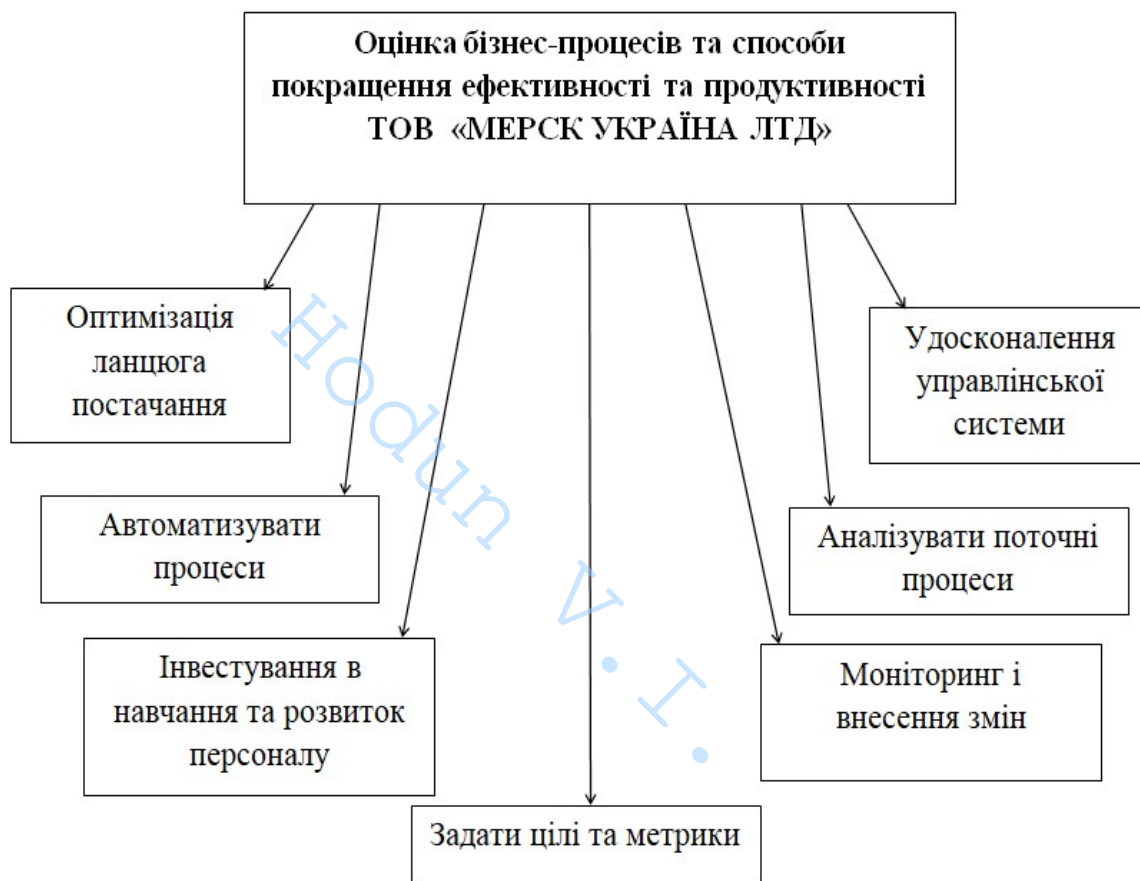 Оцінка бізнес-процесів та способи
покращення ефективності та продуктивності
ТОВ «МЕРСК УКРАЇНА ЛТД»
Оптимізація
ланцюга
постачання
Удосконалення
управлінської
системи
Автоматизувати
процеси
Аналізувати поточні
процеси
Інвестування в
навчання та розвиток
персоналу
Моніторинг і
внесення змін
Задати цілі та метрики
Hodun V.I.